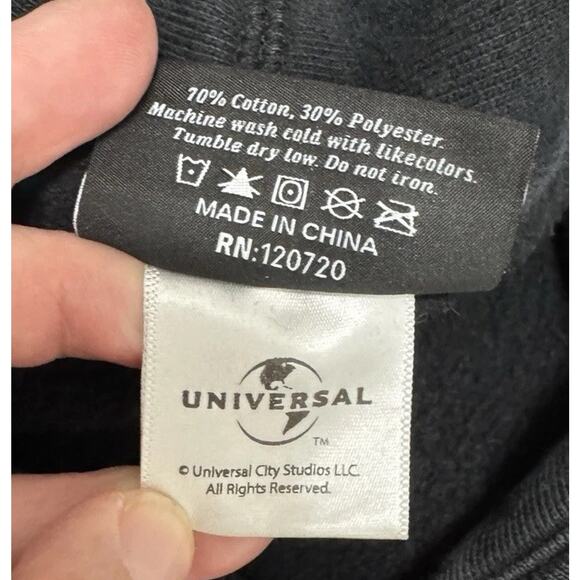 70% Cotton, 30% Polyester.
Machine wash cold with likecolors.
Tumble dry low. Do not iron.
MADE IN CHINA
RN:120720
UNIVERSAL
TM
© Universal City Studios LLC.
All Rights Reserved.